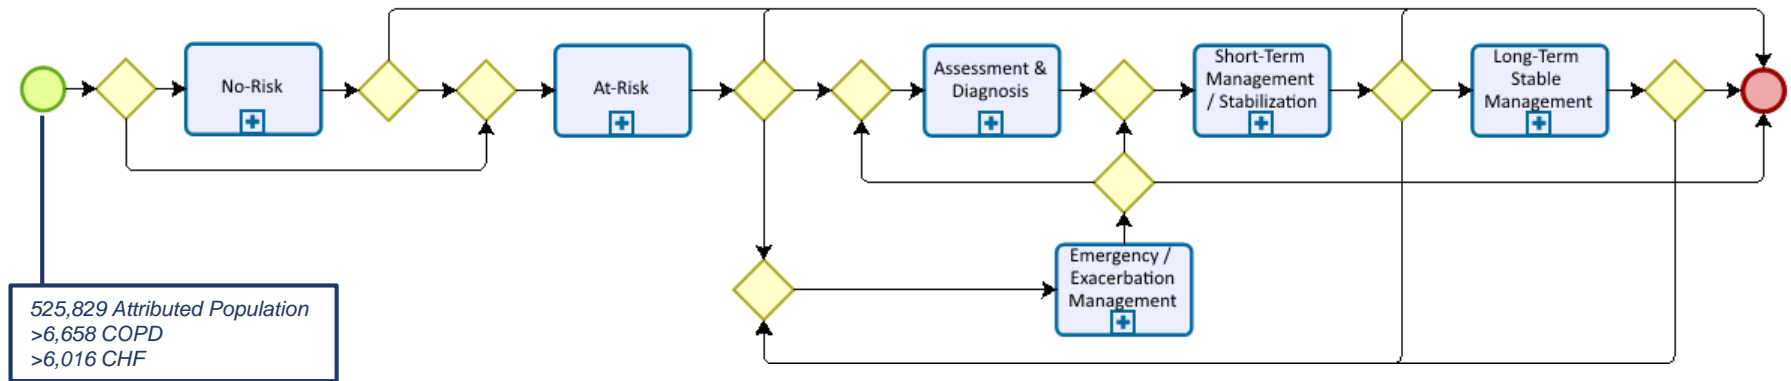 No-Risk
At-Risk
Assessment &
Diagnosis
Short-Term
Management
/ Stabilization
Long-Term
Stable
Management
Emergency /
Exacerbation
Management
525,829 Attributed Population
>6,658 COPD
>6,016 CHF